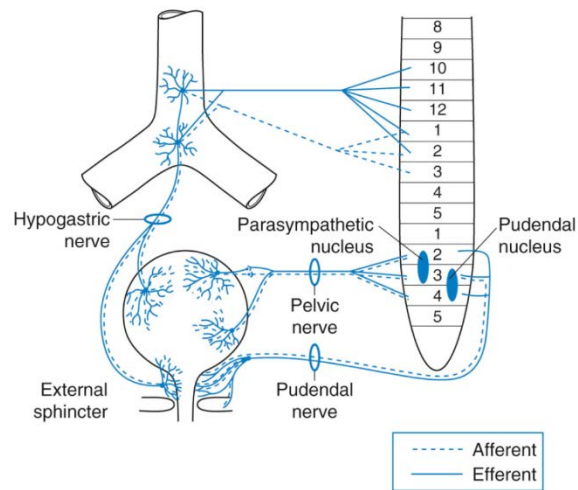 8
9
10
11
12
1
2
3
4
5
1
2
3
4
5
Hypogastric
nerve
Parasympathetic
nucleus
Pudendal
nucleus
Pelvic
nerve
External
sphincter
Pudendal
nerve
Afferent
Efferent